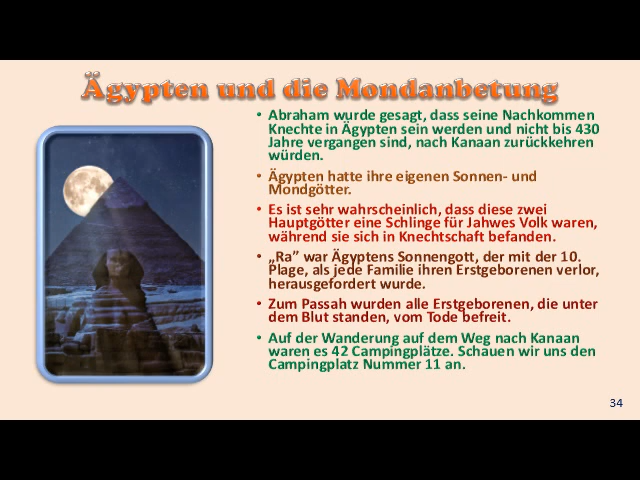 Ägypten und die Mondanbetung
• Abraham wurde gesagt, dass seine Nachkommen
Knechte in Ägypten sein werden und nicht bis 430
Jahre vergangen sind, nach Kanaan zurückkehren
würden.
• Ägypten hatte ihre eigenen Sonnen- und
Mondgötter.
• Es ist sehr wahrscheinlich, dass diese zwei
Hauptgötter eine Schlinge für Jahwes Volk waren,
während sie sich in Knechtschaft befanden.
• „Ra” war Ägyptens Sonnengott, der mit der 10.
Plage, als jede Familie ihren Erstgeborenen verlor,
herausgefordert wurde.
• Zum Passah wurden alle Erstgeborenen, die unter
dem Blut standen, vom Tode befreit.
• Auf der Wanderung auf dem Weg nach Kanaan
waren es 42 Campingplätze. Schauen wir uns den
Campingplatz Nummer 11 an.
34